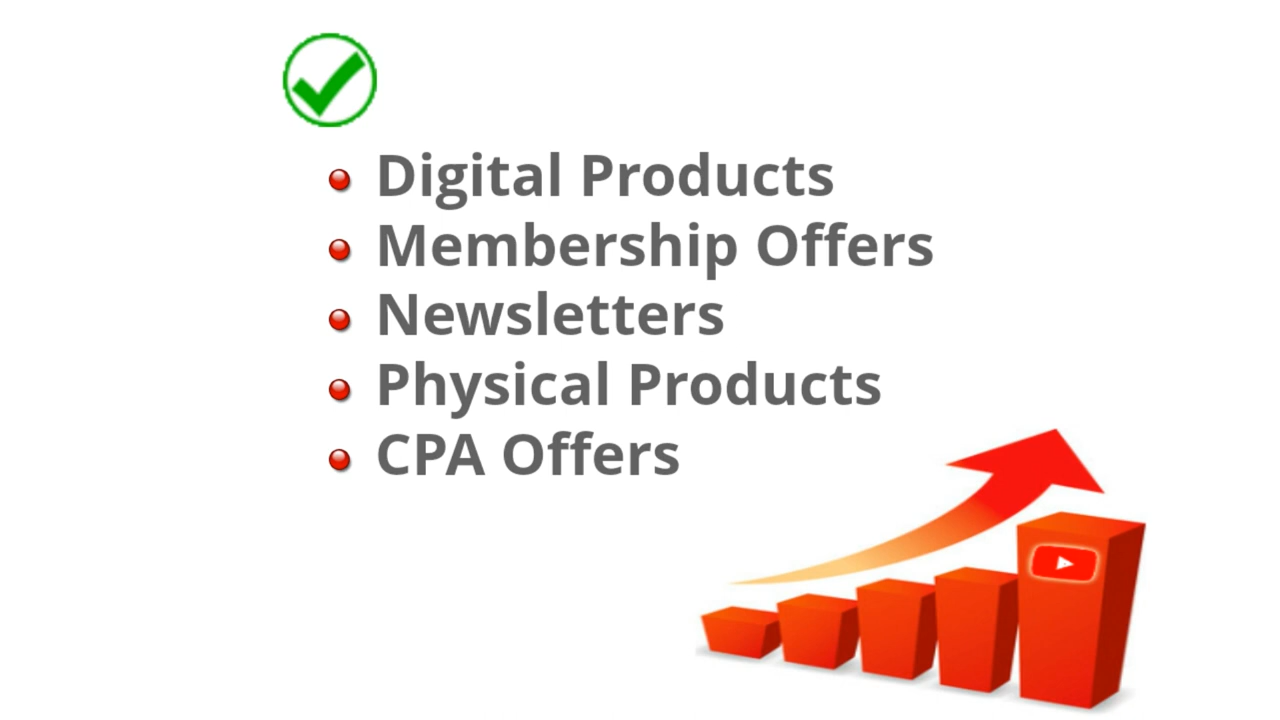 Digital Products
Membership Offers
Newsletters
Physical Products
CPA Offers